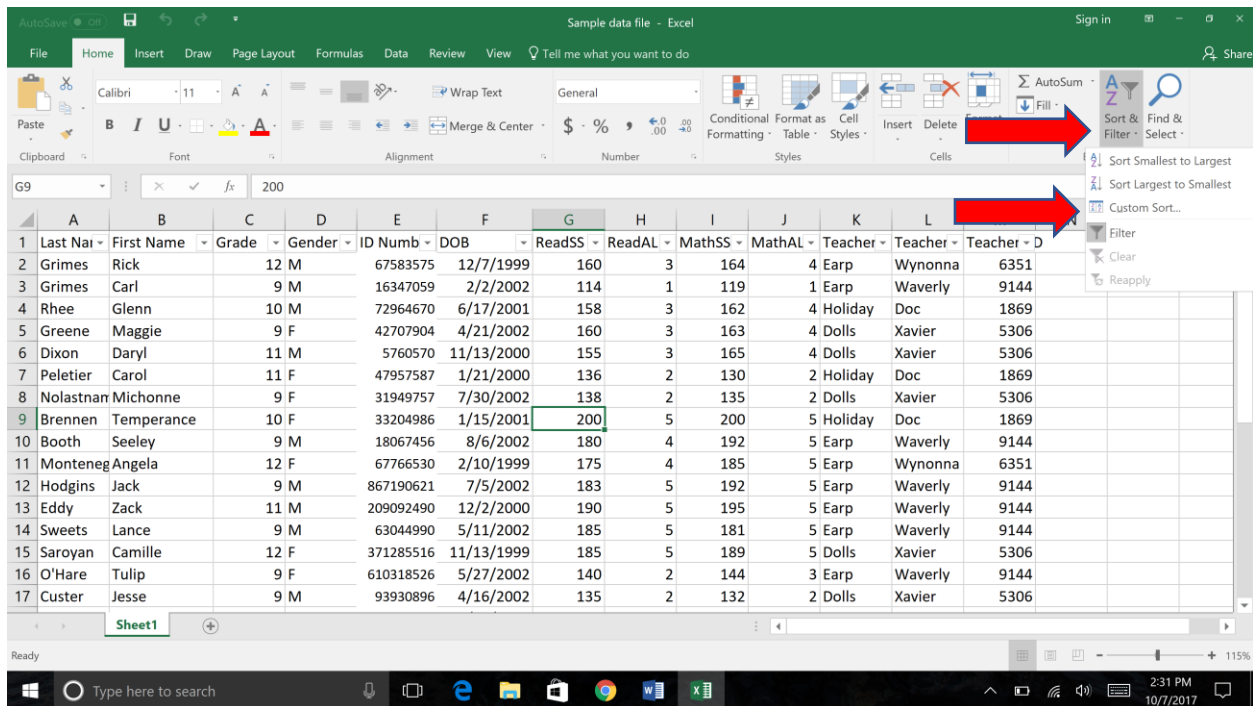 AutoSave Off Sample data file - Excel Sign in
File Home Insert Draw Page Layout Formulas Data Review View Tell me what you want to do Share
Calibri 11 Wrap Text General AutoSum
Fill
Paste B I U A Merge & Center $ % , Conditional Format as Cell Insert Delete Format Sort & Find &
Formatting Table Styles Filter Select
Clipboard Font Alignment Number Styles Cells
Sort Smallest to Largest
Sort Largest to Smallest
Custom Sort...
Filter
Clear
Reapply
G9 fx 200
A B C D E F G H I J K L N
1 Last Nar First Name Grade Gender ID Numb DOB ReadSS ReadAL MathSS MathAL Teacher Teacher Teacher D
2 Grimes Rick 12 M 67583575 12/7/1999 160 3 164 4 Earp Wynonna 6351
3 Grimes Carl 9 M 16347059 2/2/2002 114 1 119 1 Earp Waverly 9144
4 Rhee Glenn 10 M 72964670 6/17/2001 158 3 162 4 Holiday Doc 1869
5 Greene Maggie 9 F 42707904 4/21/2002 160 3 163 4 Dolls Xavier 5306
6 Dixon Daryl 11 M 5760570 11/13/2000 155 3 165 4 Dolls Xavier 5306
7 Peletier Carol 11 F 47957587 1/21/2000 136 2 130 2 Holiday Doc 1869
8 Nolastnam Michonne 9 F 31949757 7/30/2002 138 2 135 2 Dolls Xavier 5306
9 Brennen Temperance 10 F 33204986 1/15/2001 200 5 200 5 Holiday Doc 1869
10 Booth Seeley 9 M 18067456 8/6/2002 180 4 192 5 Earp Waverly 9144
11 Monteneg Angela 12 F 67766530 2/10/1999 175 4 185 5 Earp Wynonna 6351
12 Hodgins Jack 9 M 867190621 7/5/2002 183 5 192 5 Earp Waverly 9144
13 Eddy Zack 11 M 209092490 12/2/2000 190 5 195 5 Earp Waverly 9144
14 Sweets Lance 9 M 63044990 5/11/2002 185 5 181 5 Earp Waverly 9144
15 Saroyan Camille 12 F 371285516 11/13/1999 185 5 189 5 Dolls Xavier 5306
16 O'Hare Tulip 9 F 610318526 5/27/2002 140 2 144 3 Earp Waverly 9144
17 Custer Jesse 9 M 93930896 4/16/2002 135 2 132 2 Dolls Xavier 5306
Sheet1
Ready 115%
Type here to search 2:31 PM
10/7/2017